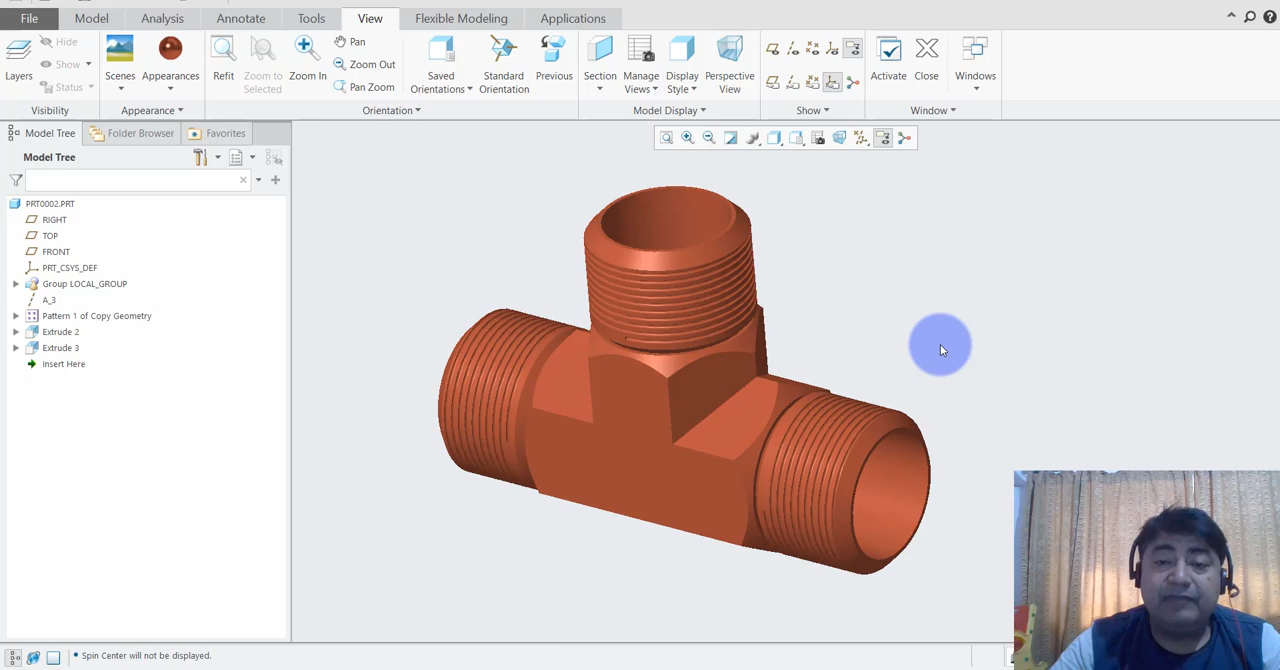 File Model Analysis Annotate Tools View Flexible Modeling Applications
Layers
Hide
Show
Status
Visibility
Scenes
Appearances
Appearance
Refit
Zoom to Selected
Zoom In
Pan
Zoom Out
Pan Zoom
Saved Orientations
Standard Orientation
Previous
Orientation
Section
Manage Views
Display Style
Perspective View
Model Display
Show
Activate
Close
Windows
Window
Model Tree Folder Browser Favorites
Model Tree
PRT0002.PRT
RIGHT
TOP
FRONT
PRT_CSYS_DEF
Group LOCAL_GROUP
A_3
Pattern 1 of Copy Geometry
Extrude 2
Extrude 3
Insert Here
Spin Center will not be displayed.